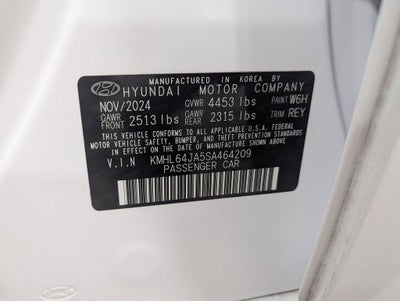 MANUFACTURED IN KOREA BY
HYUNDAI MOTOR COMPANY
NOV/2024 GVWR 4453 lbs PAINT W6H
GAWR FRONT 2513 lbs GAWR REAR 2315 lbs TRIM REY
THIS VEHICLE CONFORMS TO ALL APPLICABLE U.S.A. FEDERAL
MOTOR VEHICLE SAFETY, BUMPER, AND THEFT PREVENTION
STANDARDS IN EFFECT ON THE DATE OF MANUFACTURE SHOWN ABOVE.
V.I.N KMHL64JA5SA464209
PASSENGER CAR